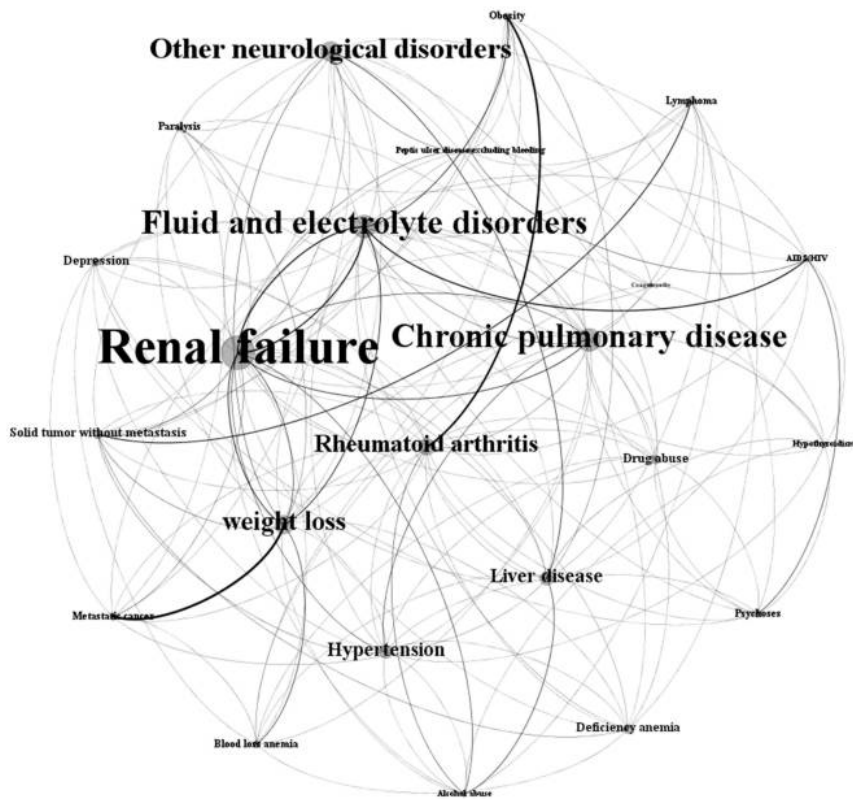 Obesity
Other neurological disorders
Lymphoma
Paralysis
Peptic ulcer disease excluding bleeding
Fluid and electrolyte disorders
Depression
AIDS/HIV
Coagulopathy
Renal failure
Chronic pulmonary disease
Solid tumor without metastasis
Rheumatoid arthritis
Hypothyroidism
Drug abuse
weight loss
Liver disease
Metastatic cancer
Psychoses
Hypertension
Deficiency anemia
Blood loss anemia
Alcohol abuse